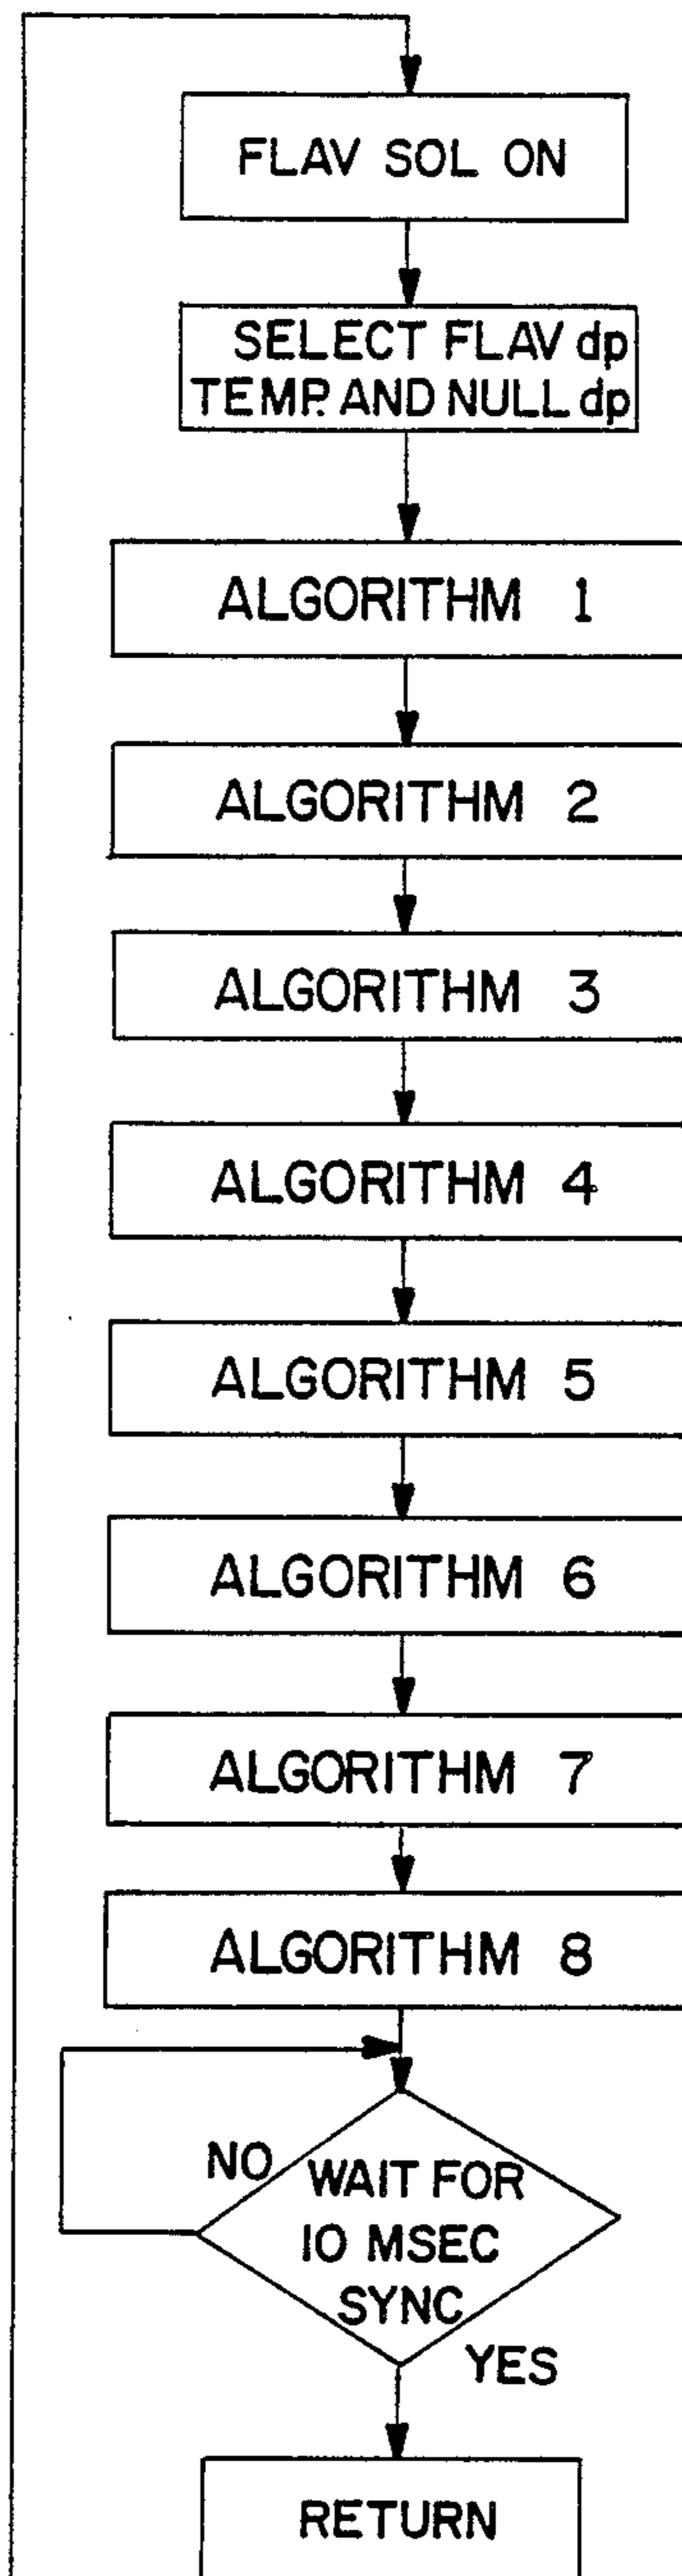 FLAV SOL ON
SELECT FLAV dp
TEMP. AND NULL dp
ALGORITHM 1
ALGORITHM 2
ALGORITHM 3
ALGORITHM 4
ALGORITHM 5
ALGORITHM 6
ALGORITHM 7
ALGORITHM 8
NO
WAIT FOR
10 MSEC
SYNC
YES
RETURN